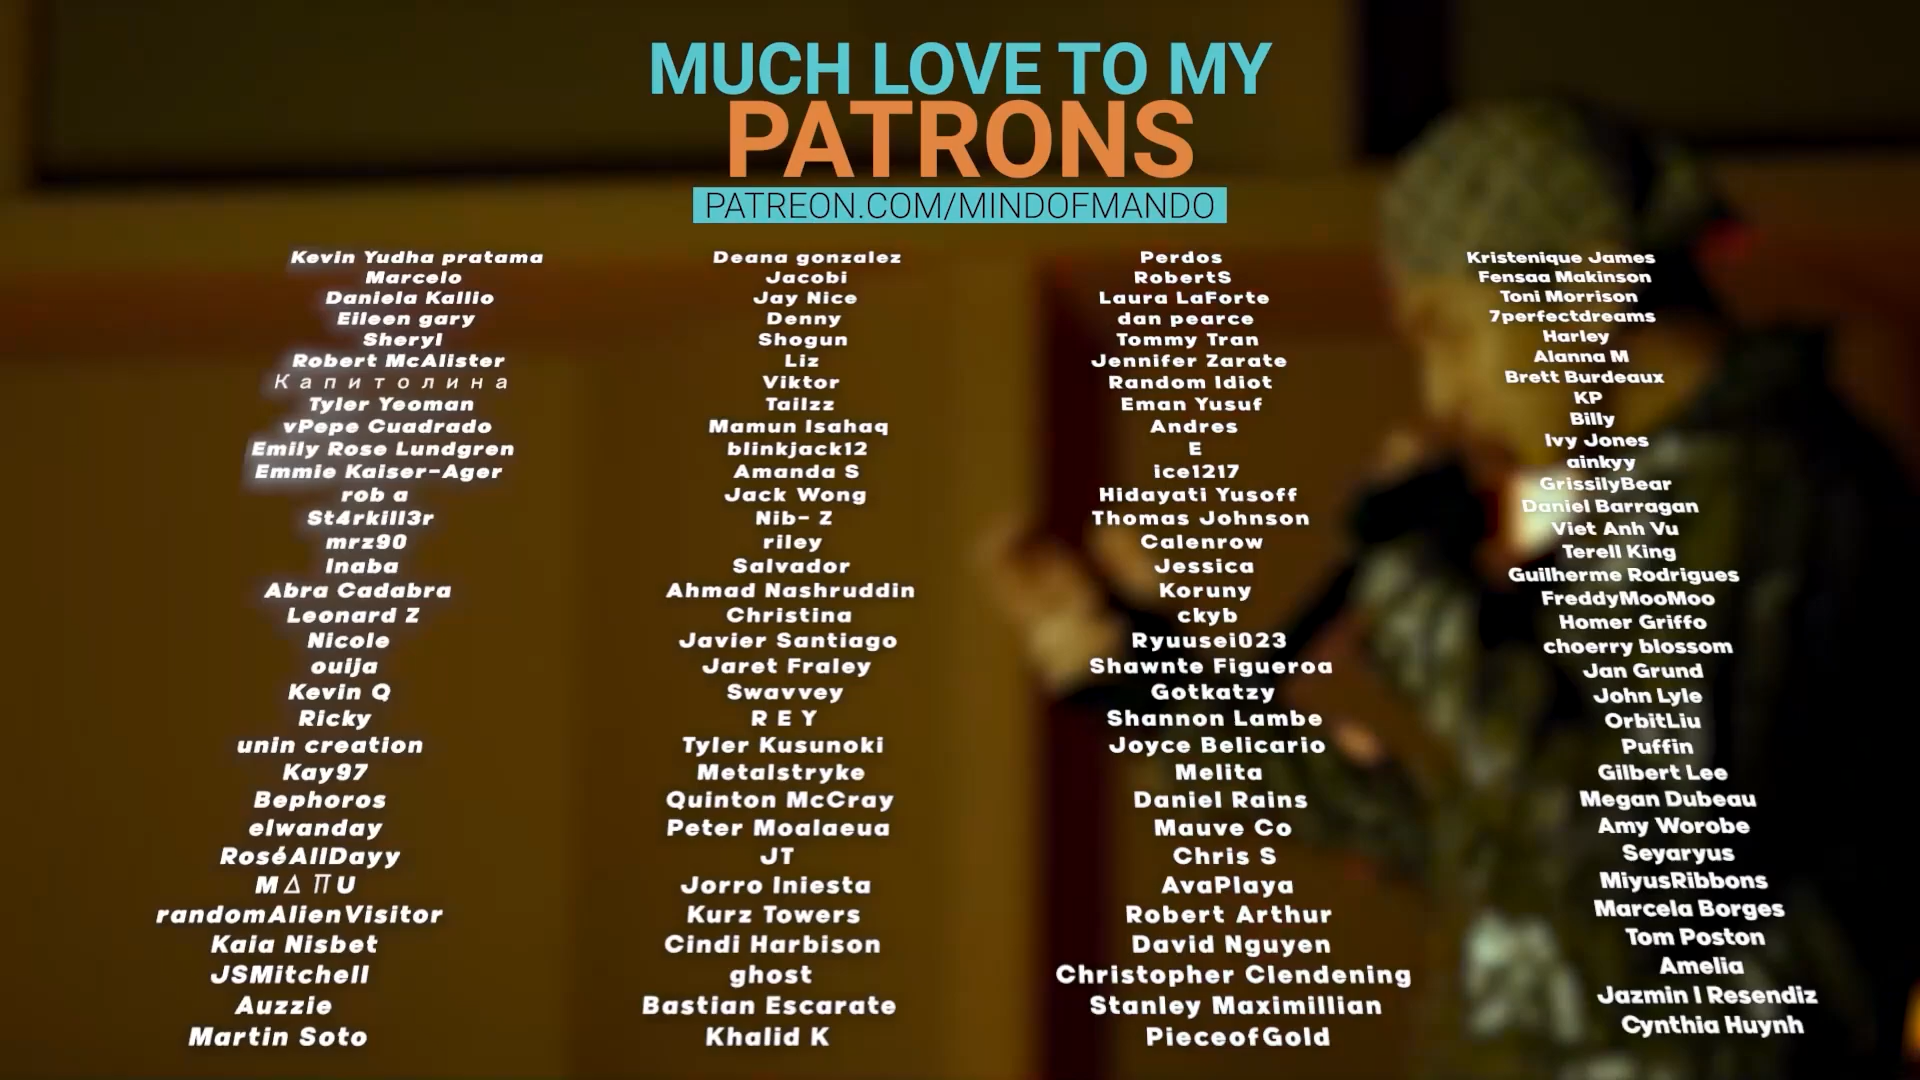 MUCH LOVE TO MY
PATRONS
PATREON.COM/MINDOFMANDO
Kevin Yudha pratama
Marcelo
Daniela Kallio
Eileen gary
Sheryl
Robert McAlister
Капитолина
Tyler Yeoman
vPepe Cuadrado
Emily Rose Lundgren
Emmie Kaiser-Ager
rob a
St4rkill3r
mrz90
Inaba
Abra Cadabra
Leonard Z
Nicole
ouija
Kevin Q
Ricky
unin creation
Kay97
Bephoros
elwanday
RoséAllDayy
M Δ ∏ U
randomAlienVisitor
Kaia Nisbet
JSMitchell
Auzzie
Martin Soto
Deana gonzalez
Jacobi
Jay Nice
Denny
Shogun
Liz
Viktor
Tailzz
Mamun Isahaq
blinkjack12
Amanda S
Jack Wong
Nib- Z
riley
Salvador
Ahmad Nashruddin
Christina
Javier Santiago
Jaret Fraley
Swavvey
R E Y
Tyler Kusunoki
Metalstryke
Quinton McCray
Peter Moalaeua
JT
Jorro Iniesta
Kurz Towers
Cindi Harbison
ghost
Bastian Escarate
Khalid K
Perdos
RobertS
Laura LaForte
dan pearce
Tommy Tran
Jennifer Zarate
Random Idiot
Eman Yusuf
Andres
E
ice1217
Hidayati Yusoff
Thomas Johnson
Calenrow
Jessica
Koruny
ckyb
Ryuusei023
Shawnte Figueroa
Gotkatzy
Shannon Lambe
Joyce Belicario
Melita
Daniel Rains
Mauve Co
Chris S
AvaPlaya
Robert Arthur
David Nguyen
Christopher Clendening
Stanley Maximillian
PieceofGold
Kristenique James
Fensaa Makinson
Toni Morrison
7perfectdreams
Harley
Alanna M
Brett Burdeaux
KP
Billy
Ivy Jones
ainkyy
GrissilyBear
Daniel Barragan
Viet Anh Vu
Terell King
Guilherme Rodrigues
FreddyMooMoo
Homer Griffo
choerry blossom
Jan Grund
John Lyle
OrbitLiu
Puffin
Gilbert Lee
Megan Dubeau
Amy Worobe
Seyaryus
MiyusRibbons
Marcela Borges
Tom Poston
Amelia
Jazmin I Resendiz
Cynthia Huynh